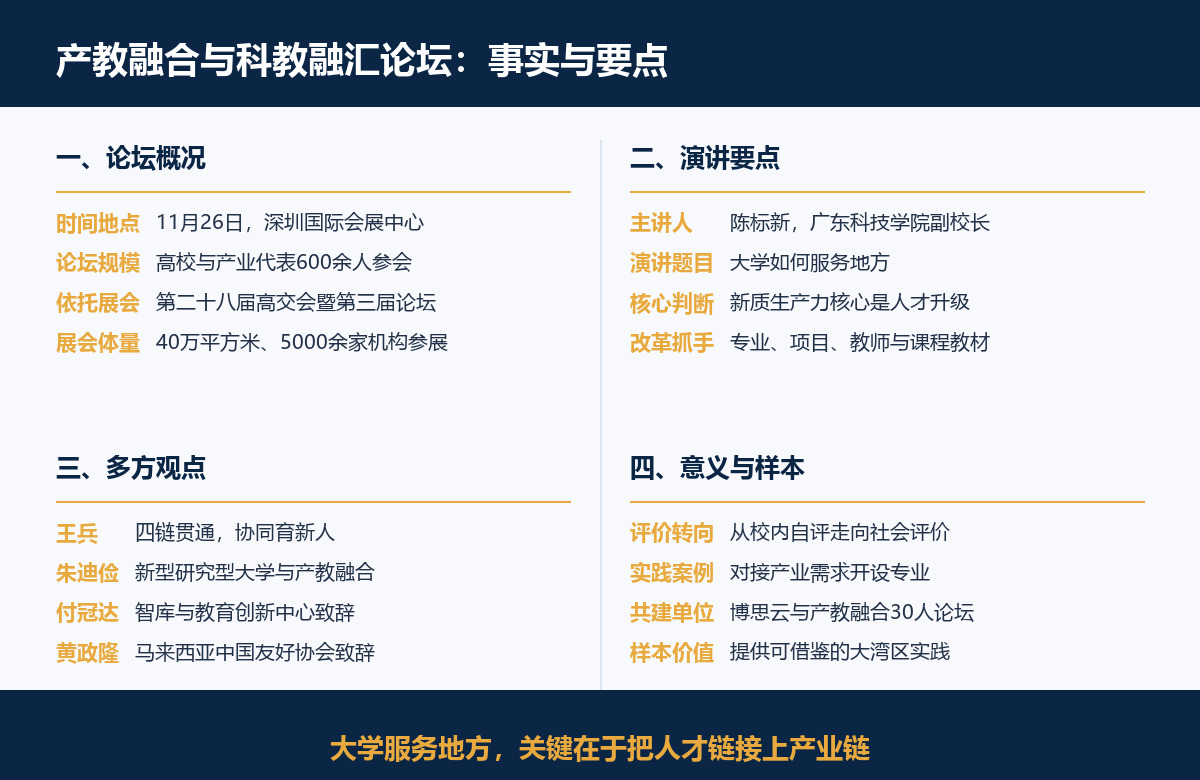 产教融合与科教融汇论坛：事实与要点
一、论坛概况
时间地点 11月26日，深圳国际会展中心
论坛规模 高校与产业代表600余人参会
依托展会 第二十八届高交会暨第三届论坛
展会体量 40万平方米、5000余家机构参展
二、演讲要点
主讲人 陈标新，广东科技学院副校长
演讲题目 大学如何服务地方
核心判断 新质生产力核心是人才升级
改革抓手 专业、项目、教师与课程教材
三、多方观点
王兵 四链贯通，协同育新人
朱迪俭 新型研究型大学与产教融合
付冠达 智库与教育创新中心致辞
黄政隆 马来西亚中国友好协会致辞
四、意义与样本
评价转向 从校内自评走向社会评价
实践案例 对接产业需求开设专业
共建单位 博思云与产教融合30人论坛
样本价值 提供可借鉴的大湾区实践
大学服务地方，关键在于把人才链接上产业链